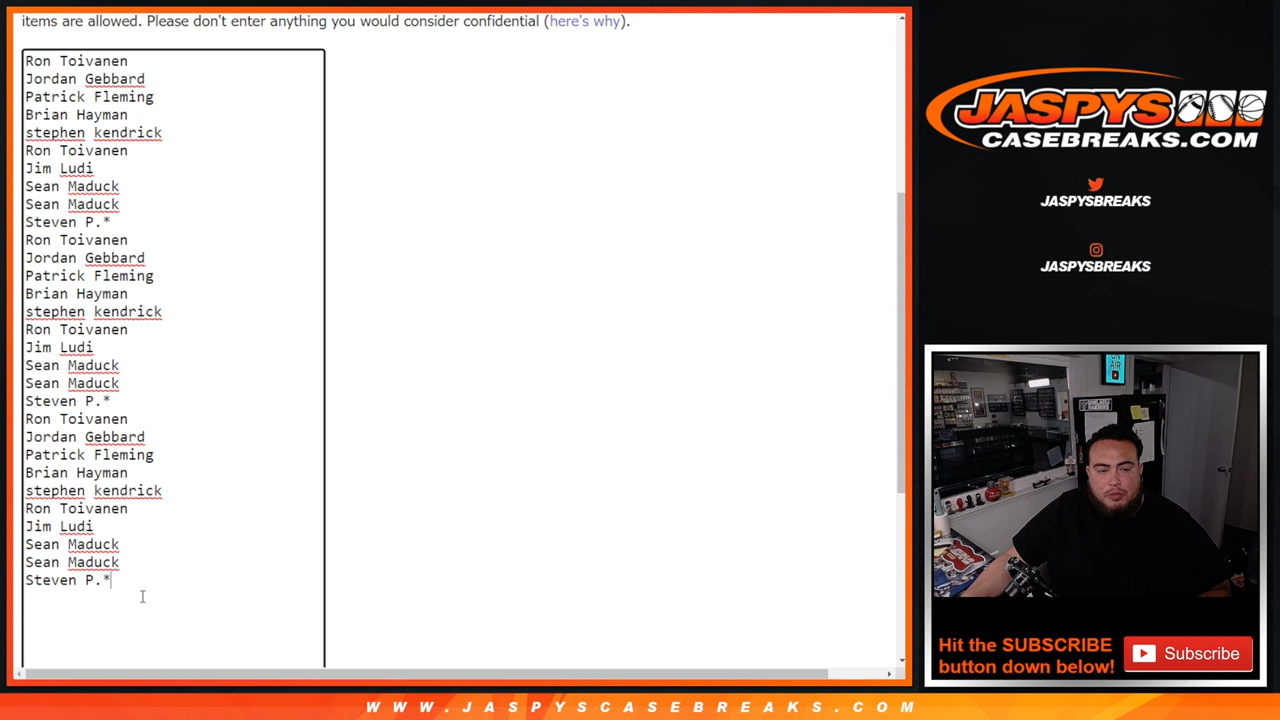 items are allowed. Please don't enter anything you would consider confidential (here's why).
Ron Toivanen
Jordan Gebbard
Patrick Fleming
Brian Hayman
stephen kendrick
Ron Toivanen
Jim Ludi
Sean Maduck
Sean Maduck
Steven P.*
Ron Toivanen
Jordan Gebbard
Patrick Fleming
Brian Hayman
stephen kendrick
Ron Toivanen
Jim Ludi
Sean Maduck
Sean Maduck
Steven P.*
Ron Toivanen
Jordan Gebbard
Patrick Fleming
Brian Hayman
stephen kendrick
Ron Toivanen
Jim Ludi
Sean Maduck
Sean Maduck
Steven P.*
JASPYS
CASEBREAKS.COM
JASPYSBREAKS
JASPYSBREAKS
ON
AIR
Hit the SUBSCRIBE
button down below!
Subscribe
WWW.JASPYSCASEBREAKS.COM